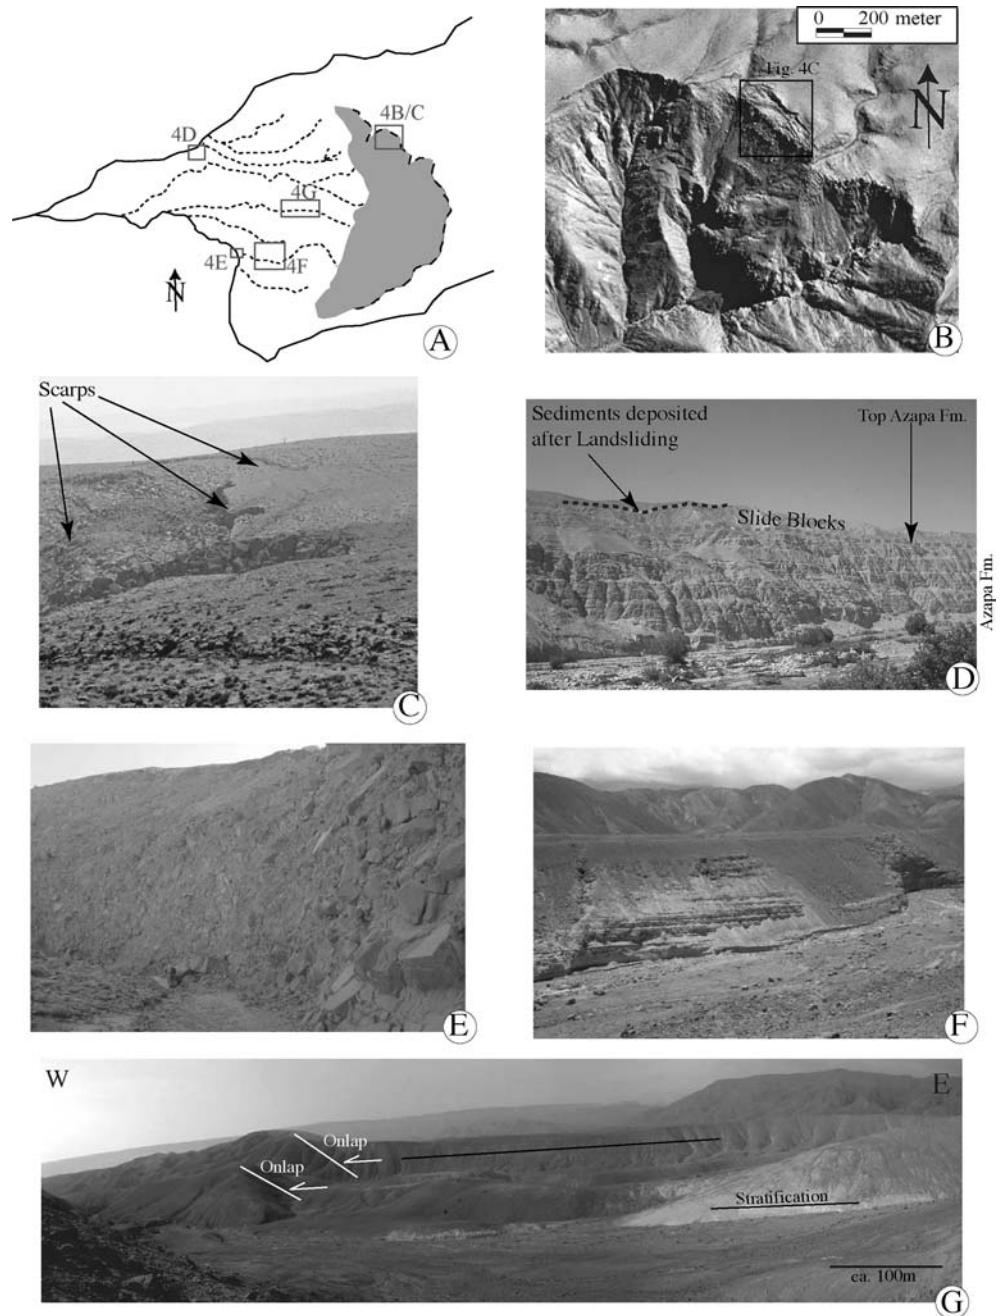 4D
4B/C
4G
4E
4F
N
A
0 200 meter
Fig. 4C
N
B
Scarps
C
Sediments deposited
after Landsliding
Top Azapa Fm.
Slide Blocks
Azapa Fm.
D
E
F
W
E
Onlap
Onlap
Stratification
ca. 100m
G